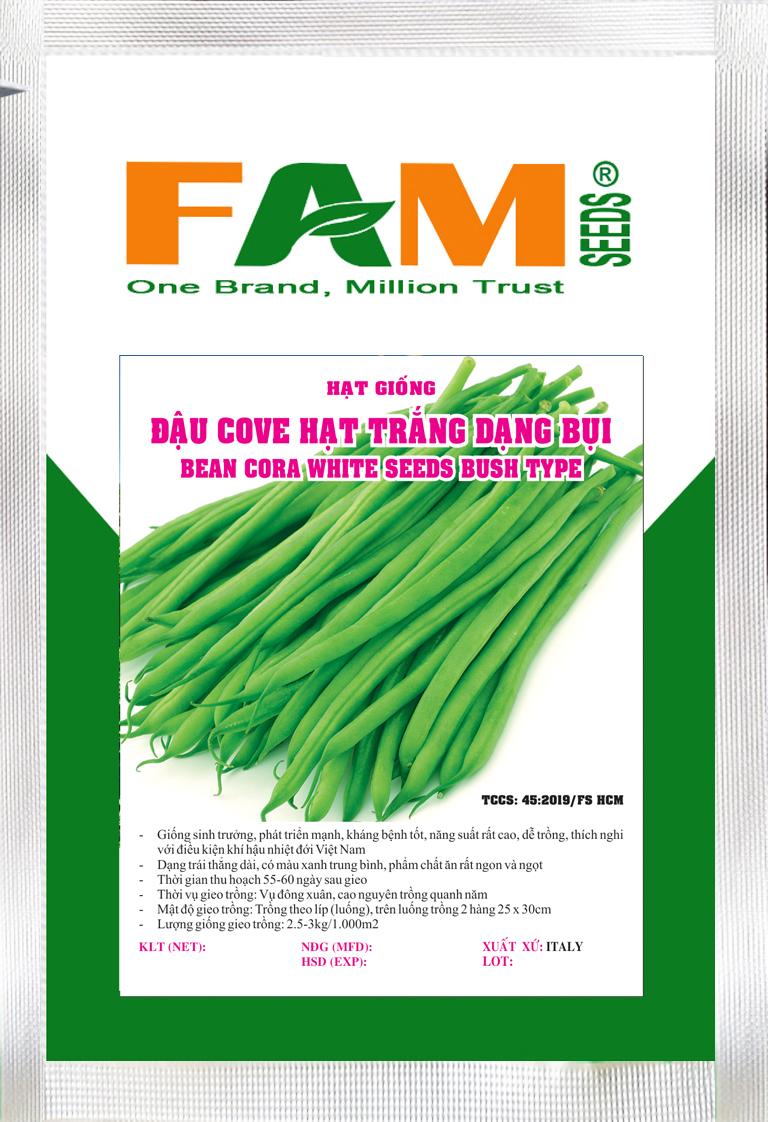 FAM SEEDS ®
One Brand, Million Trust
HẠT GIỐNG
ĐẬU COVE HẠT TRẮNG DẠNG BỤI
BEAN CORA WHITE SEEDS BUSH TYPE
TCCS: 45:2019/FS HCM
- Giống sinh trưởng, phát triển mạnh, kháng bệnh tốt, năng suất rất cao, dễ trồng, thích nghi
với điều kiện khí hậu nhiệt đới Việt Nam
- Dạng trái thẳng dài, có màu xanh trung bình, phẩm chất ăn rất ngon và ngọt
- Thời gian thu hoạch 55-60 ngày sau gieo
- Thời vụ gieo trồng: Vụ đông xuân, cao nguyên trồng quanh năm
- Mật độ gieo trồng: Trồng theo líp (luống), trên luống trồng 2 hàng 25 x 30cm
- Lượng giống gieo trồng: 2.5-3kg/1.000m2
KLT (NET): NĐG (MFD): XUẤT XỨ: ITALY
HSD (EXP): LOT: